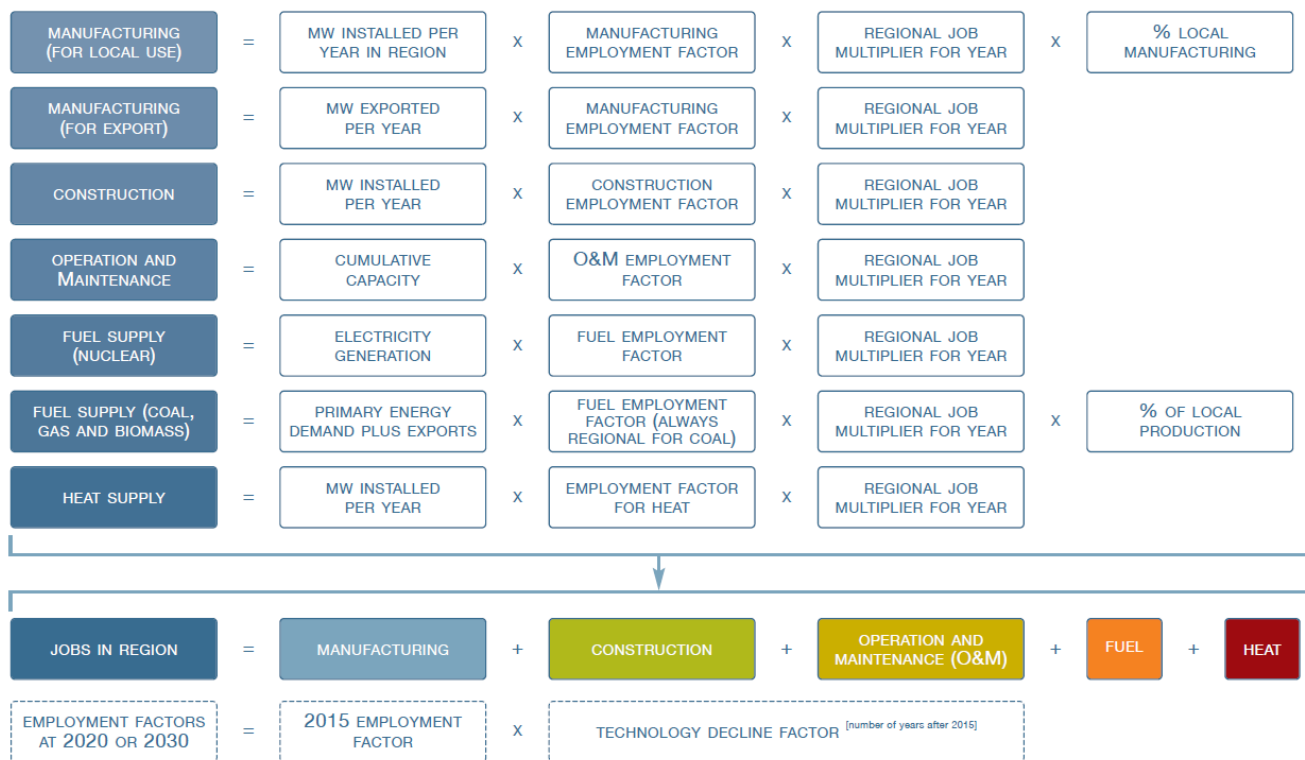 MANUFACTURING (FOR LOCAL USE) = MW INSTALLED PER YEAR IN REGION x MANUFACTURING EMPLOYMENT FACTOR x REGIONAL JOB MULTIPLIER FOR YEAR x % LOCAL MANUFACTURING
MANUFACTURING (FOR EXPORT) = MW EXPORTED PER YEAR x MANUFACTURING EMPLOYMENT FACTOR x REGIONAL JOB MULTIPLIER FOR YEAR
CONSTRUCTION = MW INSTALLED PER YEAR x CONSTRUCTION EMPLOYMENT FACTOR x REGIONAL JOB MULTIPLIER FOR YEAR
OPERATION AND MAINTENANCE = CUMULATIVE CAPACITY x O&M EMPLOYMENT FACTOR x REGIONAL JOB MULTIPLIER FOR YEAR
FUEL SUPPLY (NUCLEAR) = ELECTRICITY GENERATION x FUEL EMPLOYMENT FACTOR x REGIONAL JOB MULTIPLIER FOR YEAR
FUEL SUPPLY (COAL, GAS AND BIOMASS) = PRIMARY ENERGY DEMAND PLUS EXPORTS x FUEL EMPLOYMENT FACTOR (ALWAYS REGIONAL FOR COAL) x REGIONAL JOB MULTIPLIER FOR YEAR x % OF LOCAL PRODUCTION
HEAT SUPPLY = MW INSTALLED PER YEAR x EMPLOYMENT FACTOR FOR HEAT x REGIONAL JOB MULTIPLIER FOR YEAR
JOBS IN REGION = MANUFACTURING + CONSTRUCTION + OPERATION AND MAINTENANCE (O&M) + FUEL + HEAT
EMPLOYMENT FACTORS AT 2020 OR 2030 = 2015 EMPLOYMENT FACTOR x TECHNOLOGY DECLINE FACTOR [number of years after 2015]